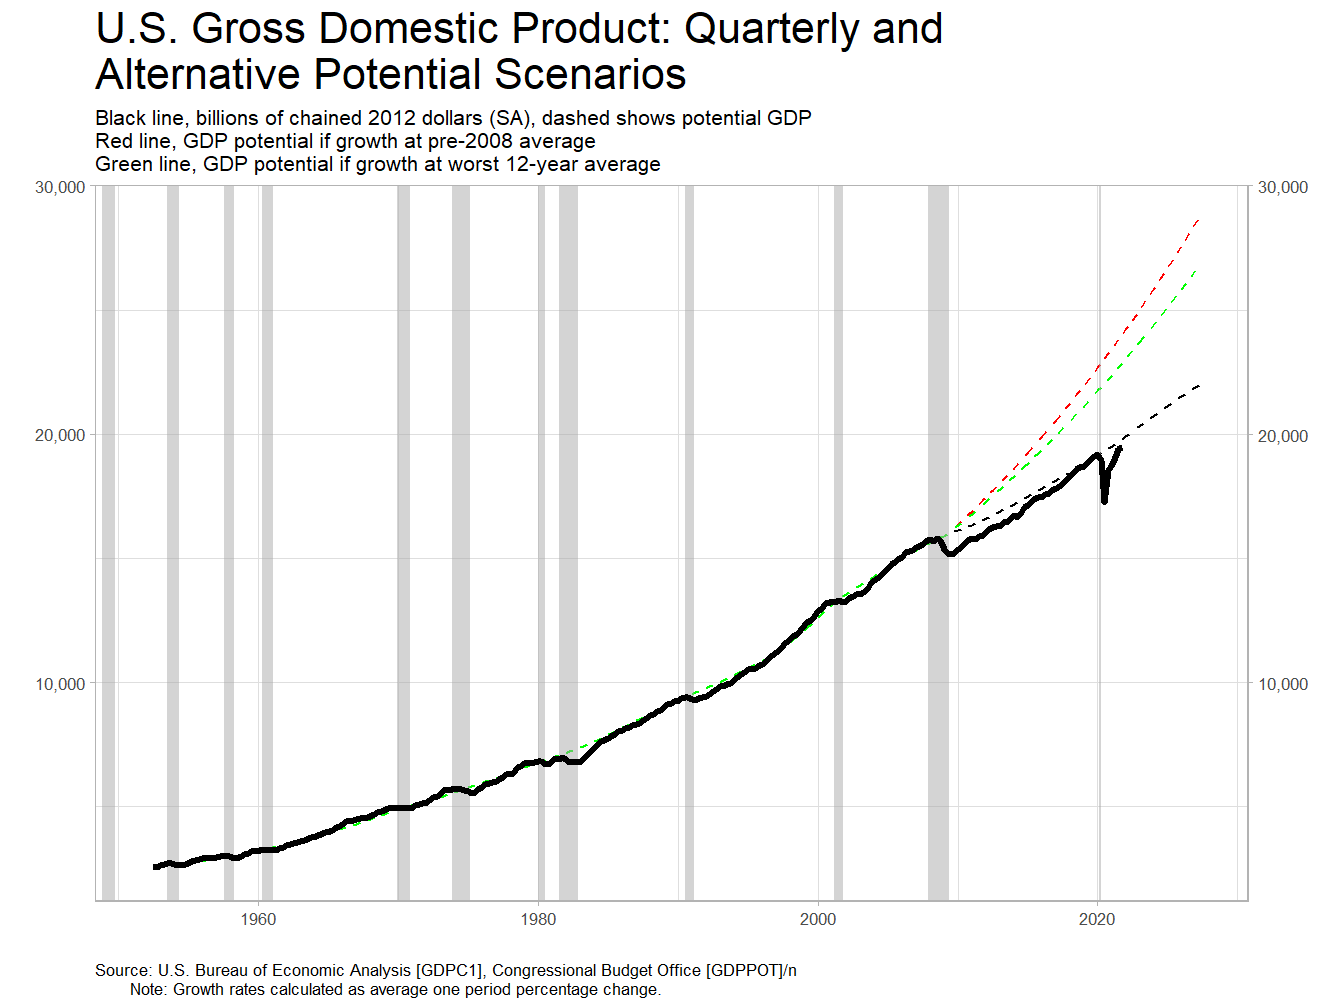 U.S. Gross Domestic Product: Quarterly and
Alternative Potential Scenarios
Black line, billions of chained 2012 dollars (SA), dashed shows potential GDP
Red line, GDP potential if growth at pre-2008 average
Green line, GDP potential if growth at worst 12-year average
30,000 30,000
20,000 20,000
10,000 10,000
1960 1980 2000 2020
Source: U.S. Bureau of Economic Analysis [GDPC1], Congressional Budget Office [GDPPOT]/n
Note: Growth rates calculated as average one period percentage change.